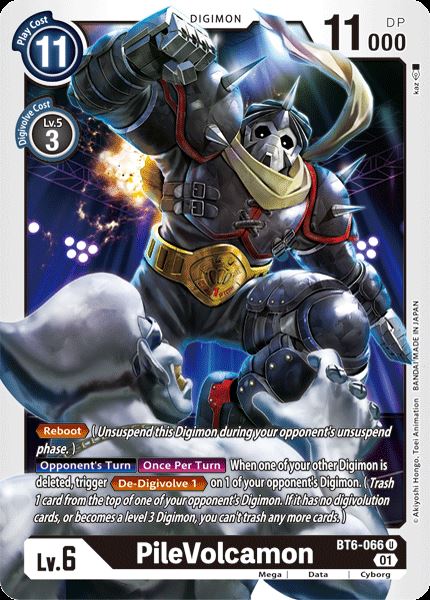 Play Cost
11
DIGIMON
DP
11000
Digivolve Cost
Lv.5
3
kaz
Reboot (Unsuspend this Digimon during your opponent's unsuspend
phase.)
Opponent's Turn Once Per Turn When one of your other Digimon is
deleted, trigger De-Digivolve 1 on 1 of your opponent's Digimon. (Trash
1 card from the top of one of your opponent's Digimon. If it has no digivolution
cards, or becomes a level 3 Digimon, you can't trash any more cards.)
©Akiyoshi Hongo, Toei Animation BANDAI MADE IN JAPAN
Lv.6
PileVolcamon
BT6-066 U
01
Mega Data Cyborg